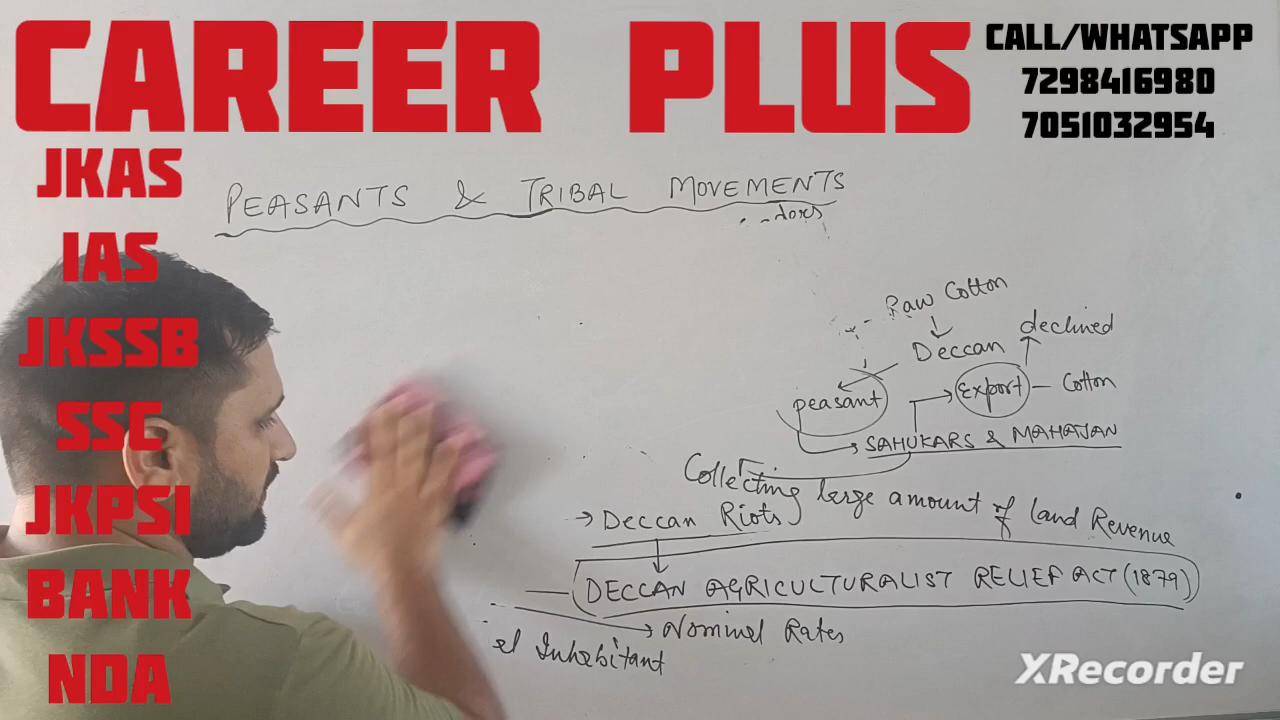 CAREER PLUS
CALL/WHATSAPP
7298416980
7051032954
JKAS
IAS
JKSSB
SSC
JKPSI
BANK
NDA
PEASANTS & TRIBAL MOVEMENTS
Raw Cotton
Deccan
declined
peasant
Export - Cotton
SAHUKARS & MAHAJAN
Collecting large amount of land Revenue
→ Deccan Riots
DECCAN AGRICULTURALIST RELIEF ACT (1879)
Nominel Rates
Inhebitant
XRecorder